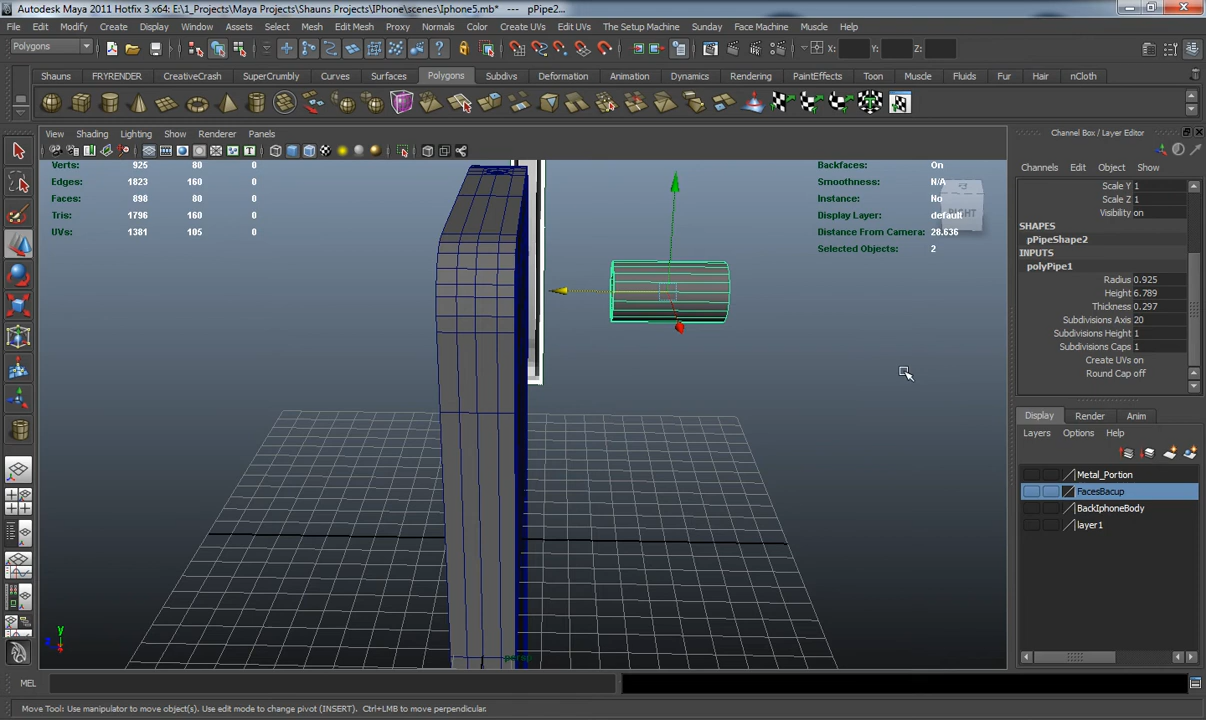 Autodesk Maya 2011 Hotfix 3 x64: E:\1_Projects\Maya Projects\Shauns Projects\IPhone\scenes\Iphone5.mb* --- pPipe2...
File Edit Modify Create Display Window Assets Select Mesh Edit Mesh Proxy Normals Color Create UVs Edit UVs The Setup Machine Sunday Face Machine Muscle Help
Polygons X: Y: Z:
Shauns FRYRENDER CreativeCrash SuperCrumbly Curves Surfaces Polygons Subdivs Deformation Animation Dynamics Rendering PaintEffects Toon Muscle Fluids Fur Hair nCloth
View Shading Lighting Show Renderer Panels
Channel Box / Layer Editor
Channels Edit Object Show
Verts: 925 80 0
Edges: 1823 160 0
Faces: 898 80 0
Tris: 1796 160 0
UVs: 1381 105 0
Backfaces: On
Smoothness: N/A
Instance: No
Display Layer: default
Distance From Camera: 28.636
Selected Objects: 2
RIGHT
Scale Y 1
Scale Z 1
Visibility on
SHAPES
pPipeShape2
INPUTS
polyPipe1
Radius 0.925
Height 6.789
Thickness 0.297
Subdivisions Axis 20
Subdivisions Height 1
Subdivisions Caps 1
Create UVs on
Round Cap off
Display Render Anim
Layers Options Help
Metal_Portion
FacesBacup
BackIphoneBody
layer1
y
persp
MEL
Move Tool: Use manipulator to move object(s). Use edit mode to change pivot (INSERT). Ctrl+LMB to move perpendicular.